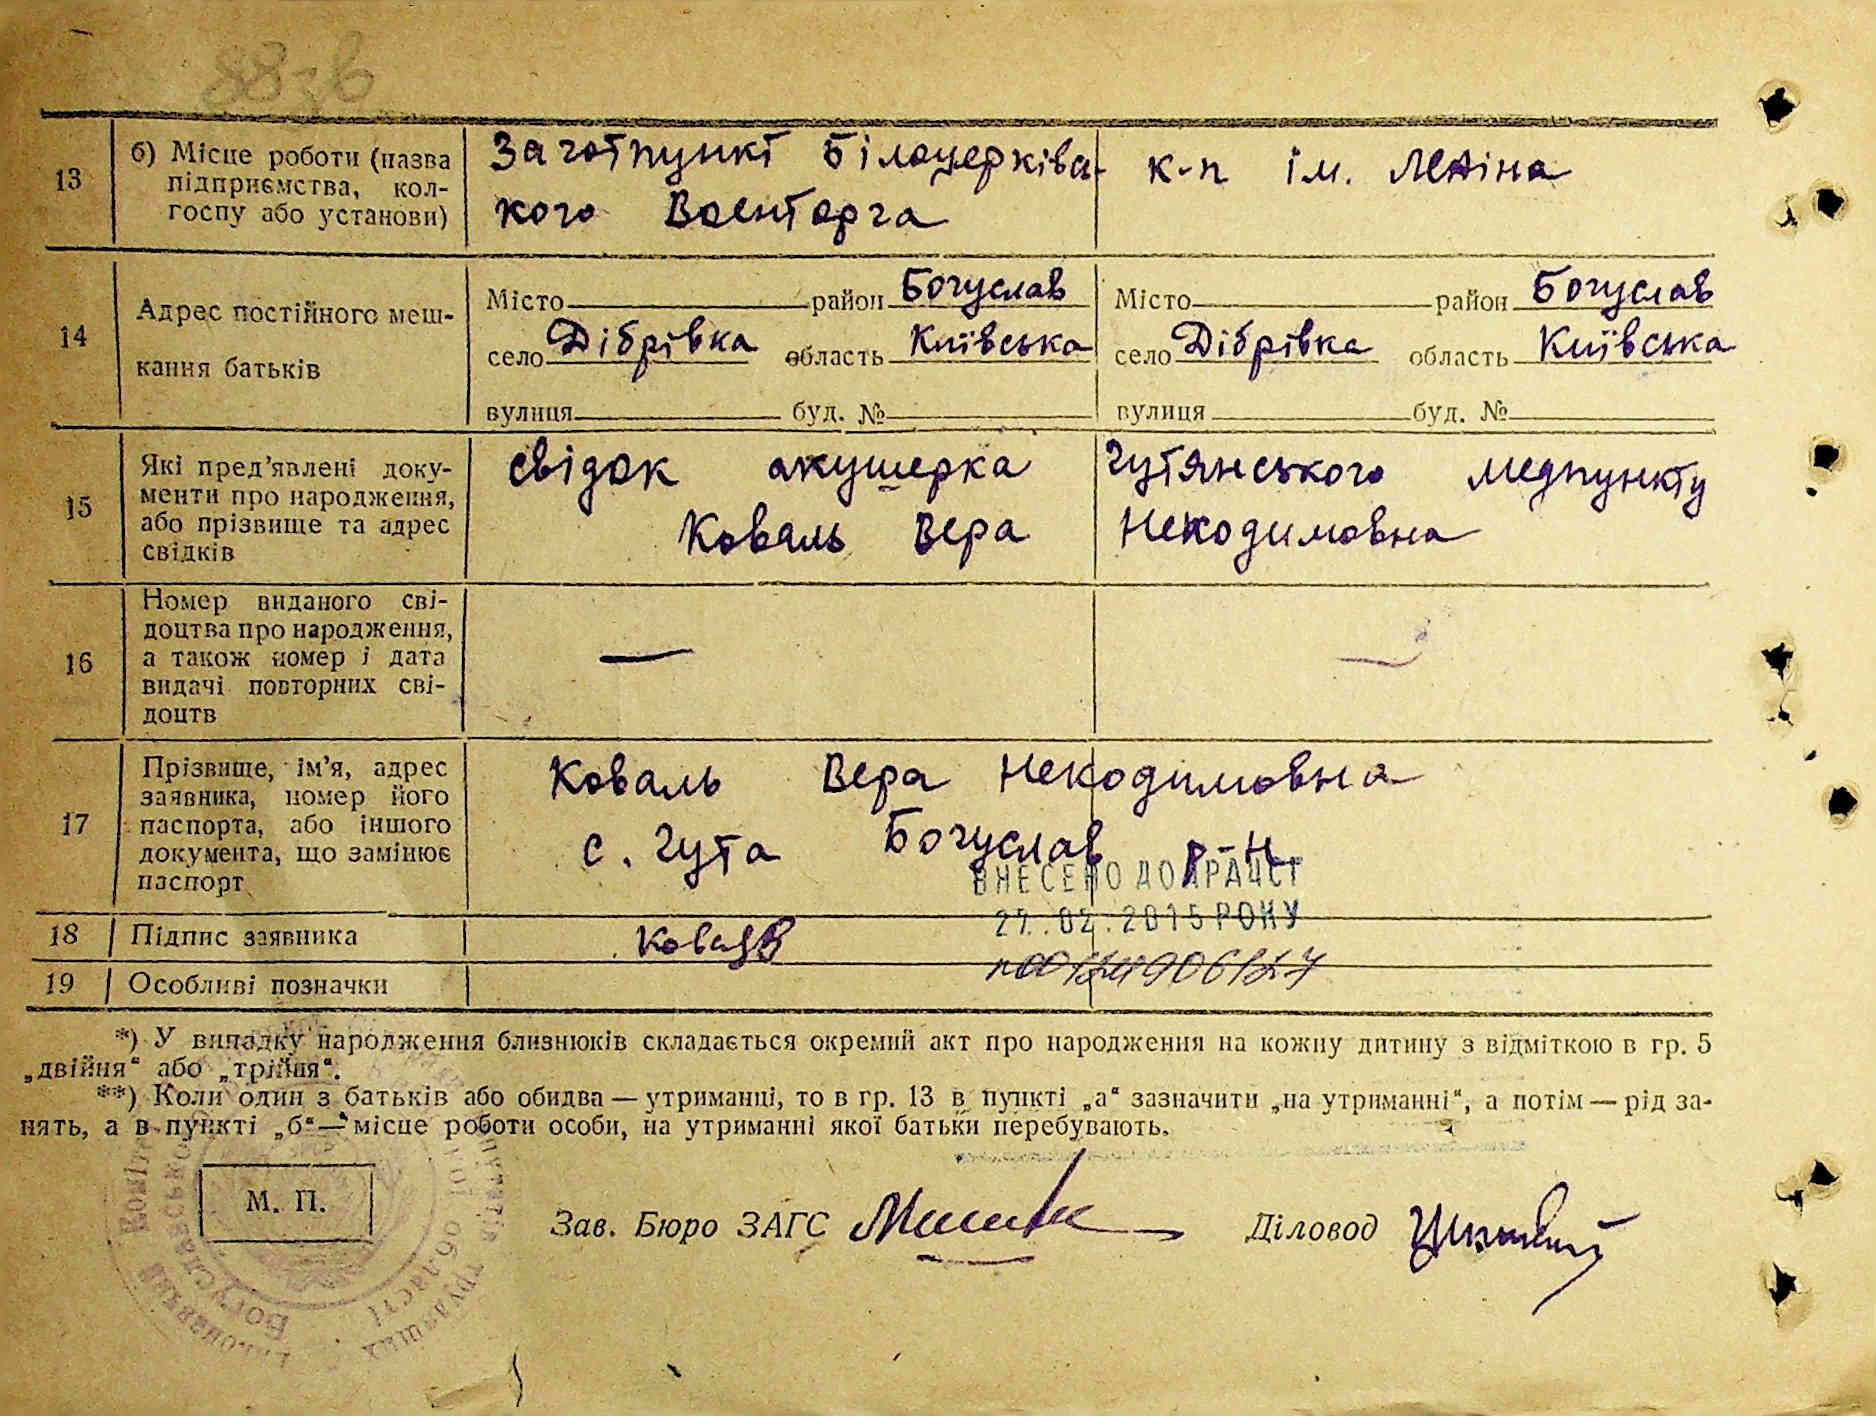 88зв
13 б) Місце роботи (назва підприємства, кол-
госпу або установи)
Заготпункт Білоцерківсь-
кого Военторга
к-п ім. Леніна
14 Адрес постійного меш-
кання батьків
Місто район Богуслав
село Дібрівка область Київська
вулиця буд. №
Місто район Богуслав
село Дібрівка область Київська
вулиця буд. №
15 Які пред'явлені доку-
менти про народження,
або прізвище та адрес
свідків
свідок акушерка Гутянського медпункту
Коваль Вера Некодимовна
16 Номер виданого сві-
доцтва про народження,
а також номер і дата
видачі повторних сві-
доцтв
—
—
17 Прізвище, ім'я, адрес
заявника, номер його
паспорта, або іншого
документа, що замінює
паспорт
Коваль Вера Некодимовна
с. Гута Богуслав р-н
ВНЕСЕНО ДО ДРАЦСГ
27.02.2015 РОКУ
18 Підпис заявника
19 Особливі позначки
*) У випадку народження близнюків складається окремий акт про народження на кожну дитину з відміткою в гр. 5
„двійня“ або „трійня“.
**) Коли один з батьків або обидва — утриманці, то в гр. 13 в пункті „а“ зазначити „на утриманні“, а потім — рід за-
нять, а в пункті „б“ — місце роботи особи, на утриманні якої батьки перебувають.
М. П.
Зав. Бюро ЗАГС
Діловод